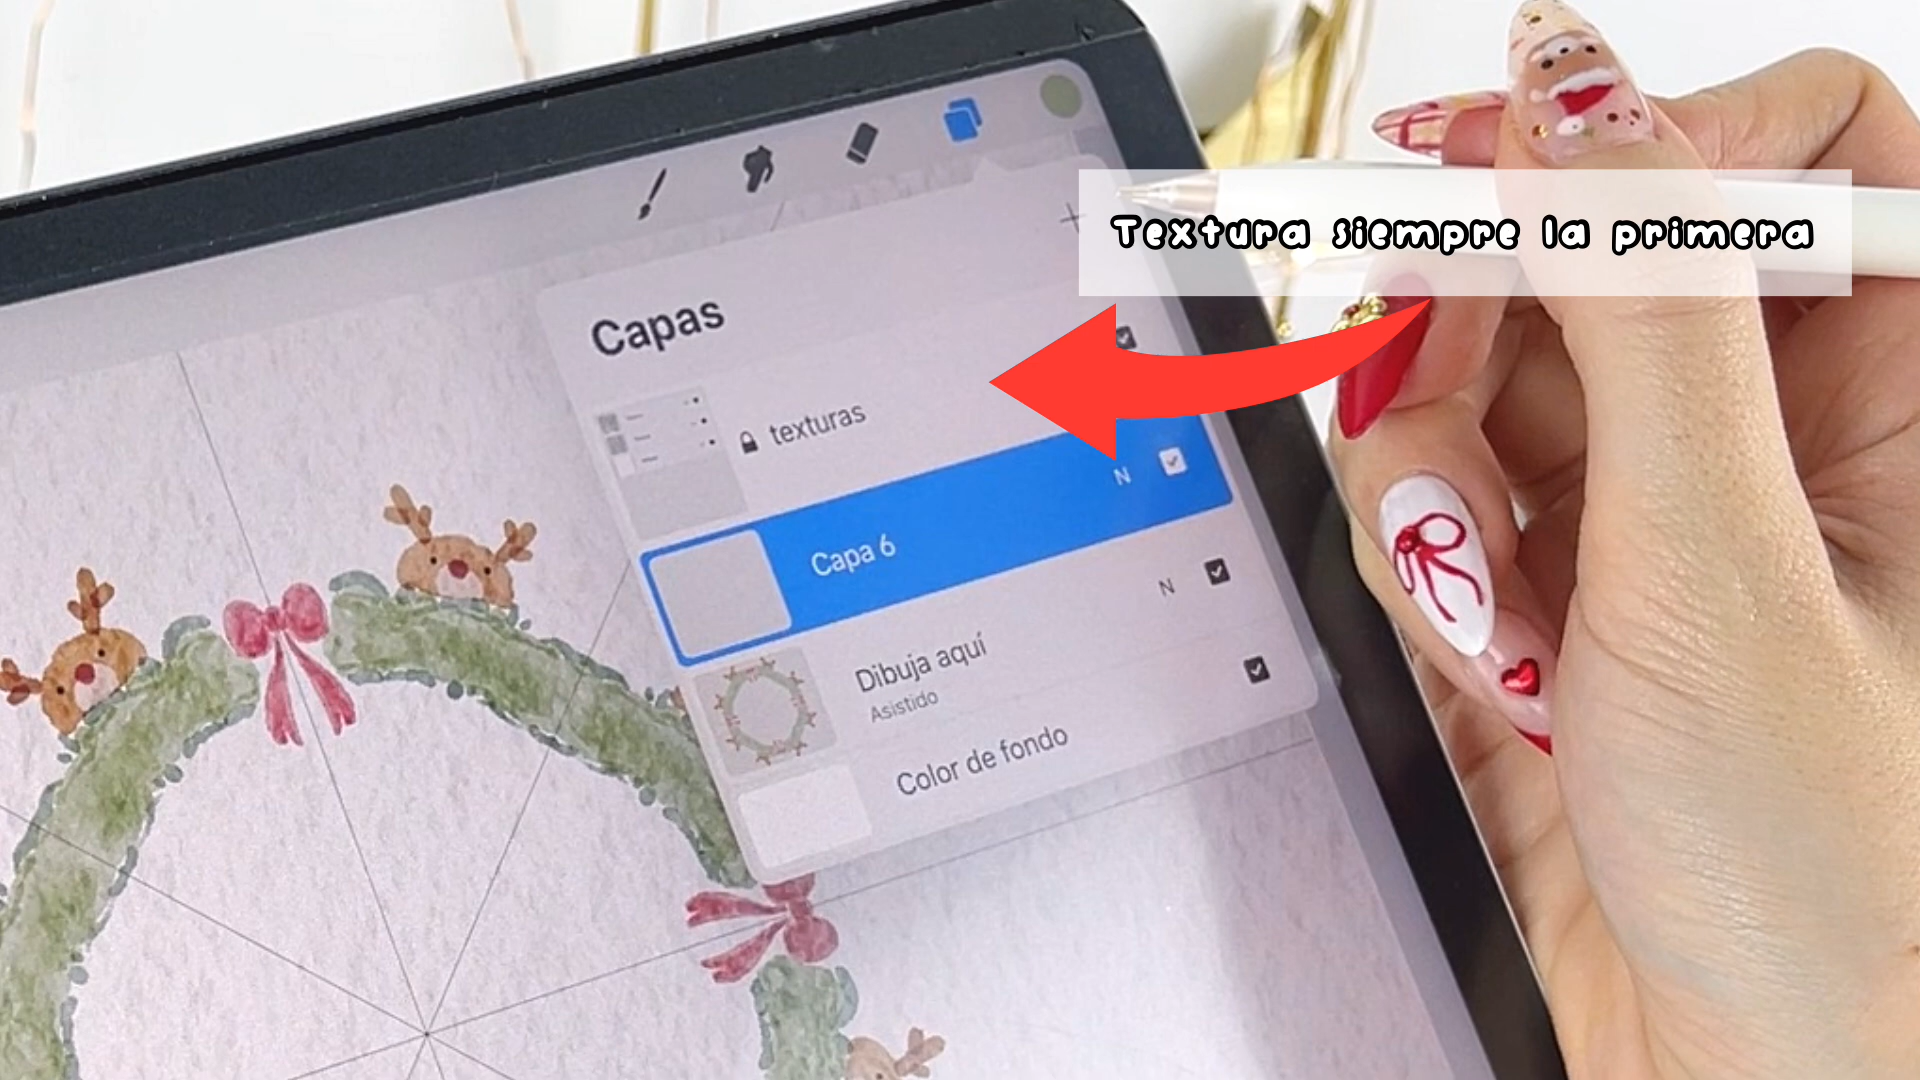 Textura siempre la primera
Capas
texturas
Capa 6
N
Dibuja aquí
N
Asistido
Color de fondo